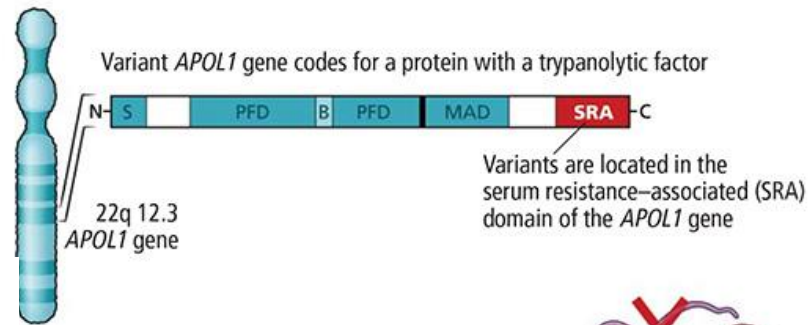 Variant APOL1 gene codes for a protein with a trypanolytic factor
N S PFD B PFD MAD SRA C
Variants are located in the
serum resistance–associated (SRA)
domain of the APOL1 gene
22q 12.3
APOL1 gene